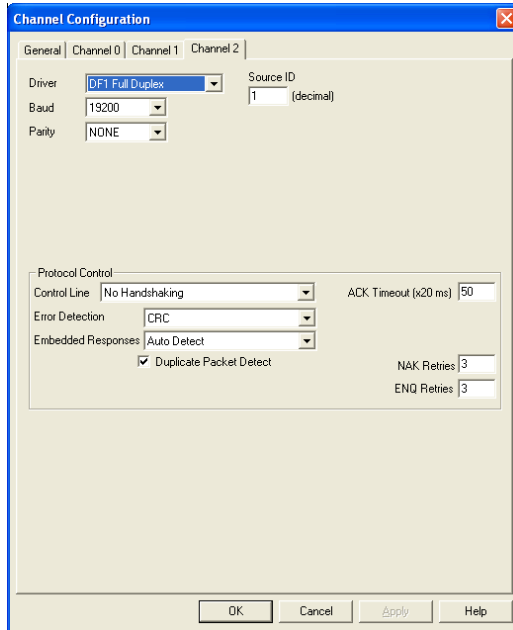 Channel Configuration
General Channel 0 Channel 1 Channel 2
Driver DF1 Full Duplex Source ID
1 (decimal)
Baud 19200
Parity NONE
Protocol Control
Control Line No Handshaking ACK Timeout (x20 ms) 50
Error Detection CRC
Embedded Responses Auto Detect
Duplicate Packet Detect NAK Retries 3
ENQ Retries 3
OK Cancel Apply Help